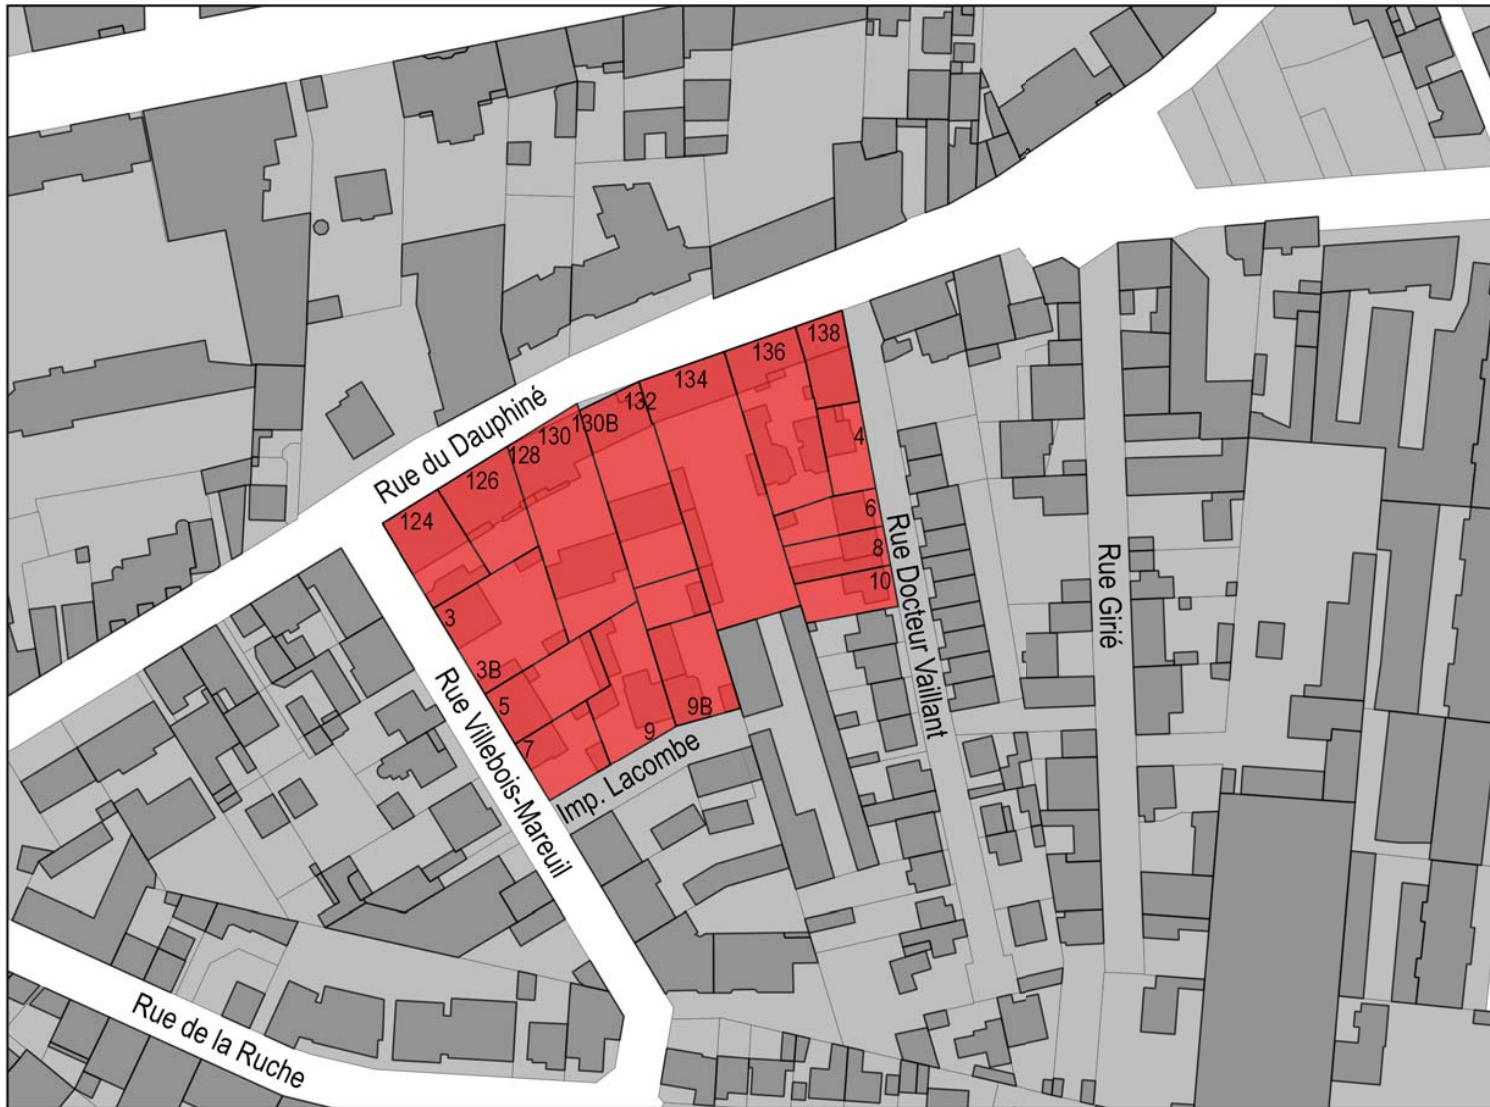 138
136
134
132
130B
130
128
126
124
Rue du Dauphiné
4
6
8
10
Rue Docteur Vaillant
Rue Girié
3
3B
5
7
9
9B
Rue Villebois-Mareuil
Imp. Lacombe
Rue de la Ruche